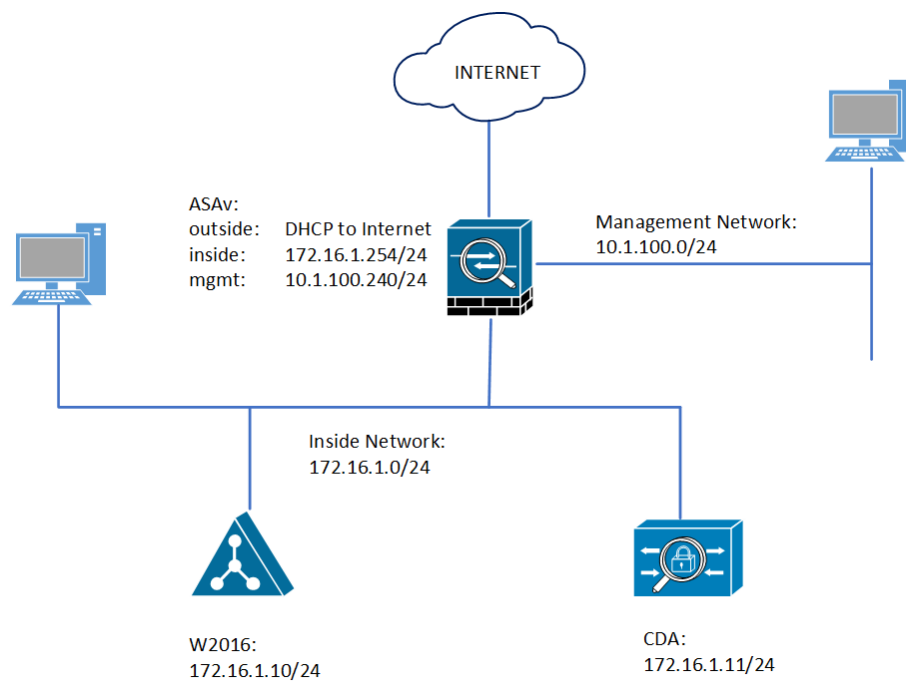 INTERNET
ASAv:
outside: DHCP to Internet
inside: 172.16.1.254/24
mgmt: 10.1.100.240/24
Management Network:
10.1.100.0/24
Inside Network:
172.16.1.0/24
W2016:
172.16.1.10/24
CDA:
172.16.1.11/24